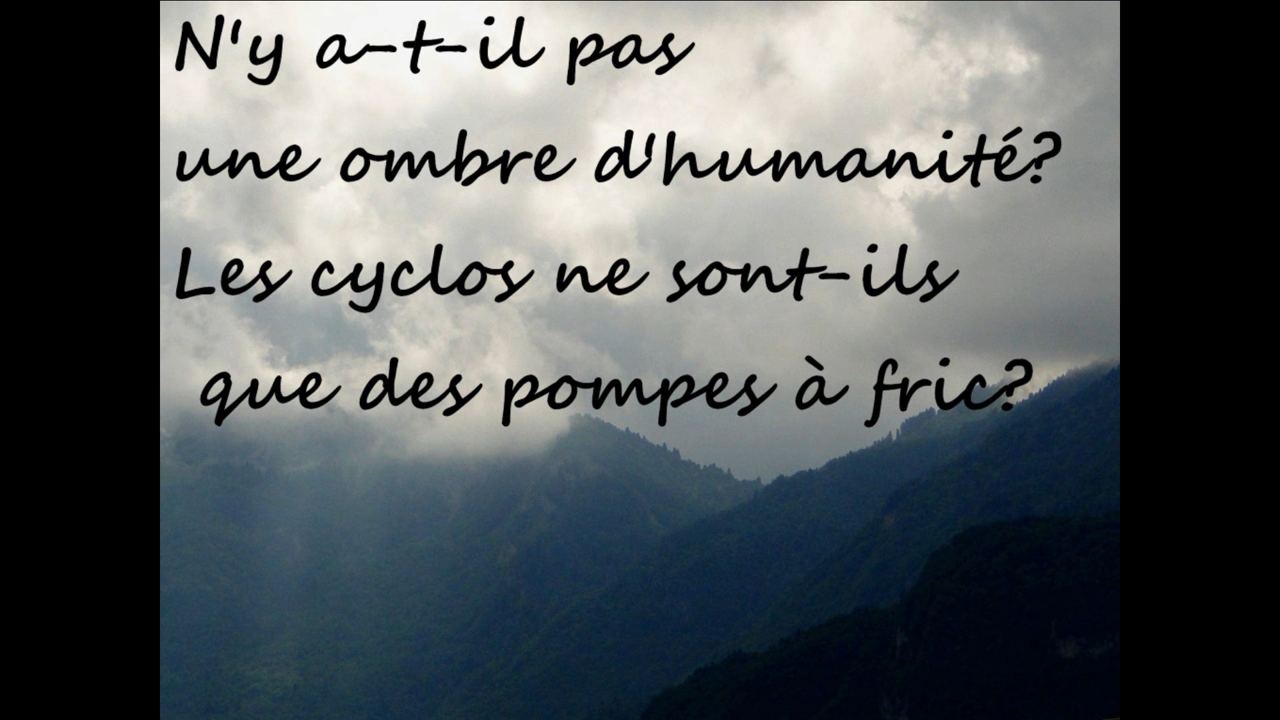 N'y a-t-il pas
une ombre d'humanité?
Les cyclos ne sont-ils
que des pompes à fric?